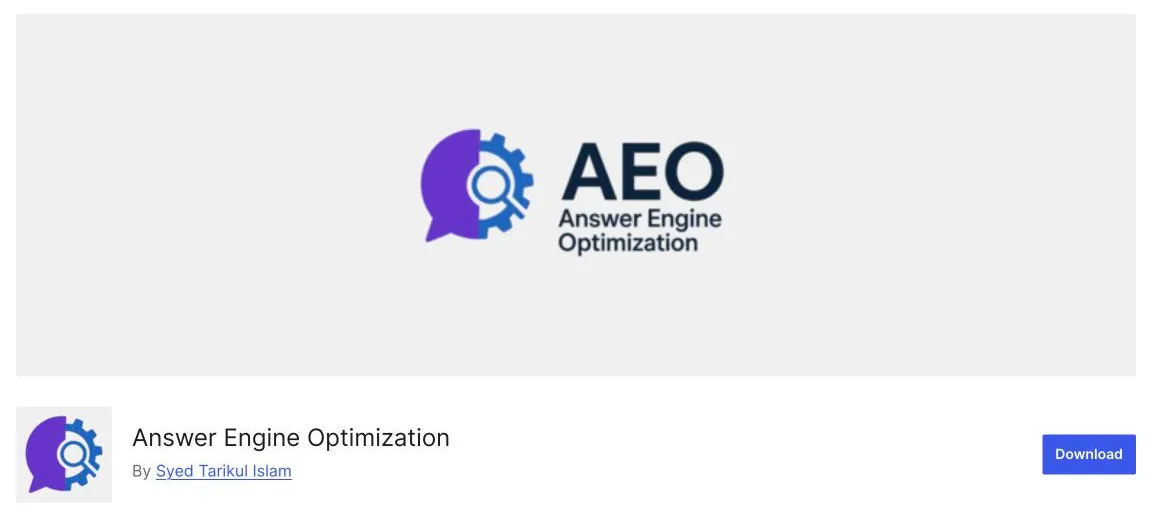 AEO
Answer Engine
Optimization
Answer Engine Optimization
By Syed Tarikul Islam
Download